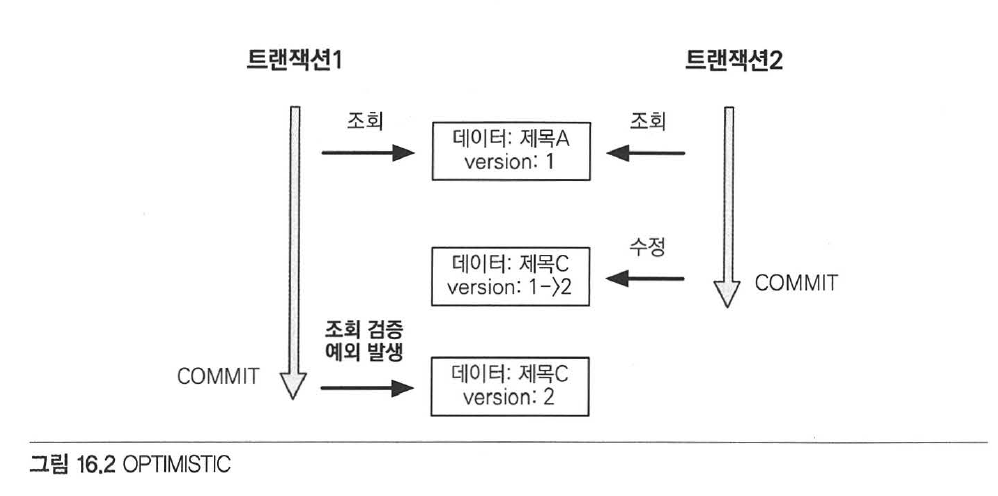 트랜잭션1
트랜잭션2
조회
조회
데이터: 제목A
version: 1
수정
데이터: 제목C
version: 1->2
COMMIT
조회 검증
예외 발생
COMMIT
데이터: 제목C
version: 2
그림 16.2 OPTIMISTIC